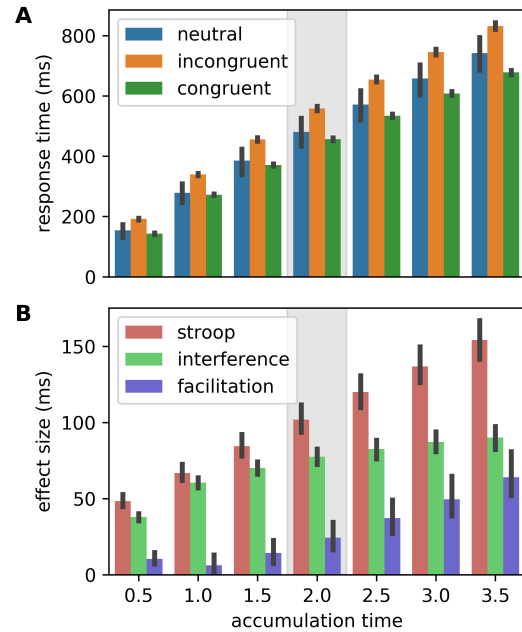 A
response time (ms)
800
600
400
200
0
neutral
incongruent
congruent
B
effect size (ms)
150
100
50
0
stroop
interference
facilitation
0.5 1.0 1.5 2.0 2.5 3.0 3.5
accumulation time